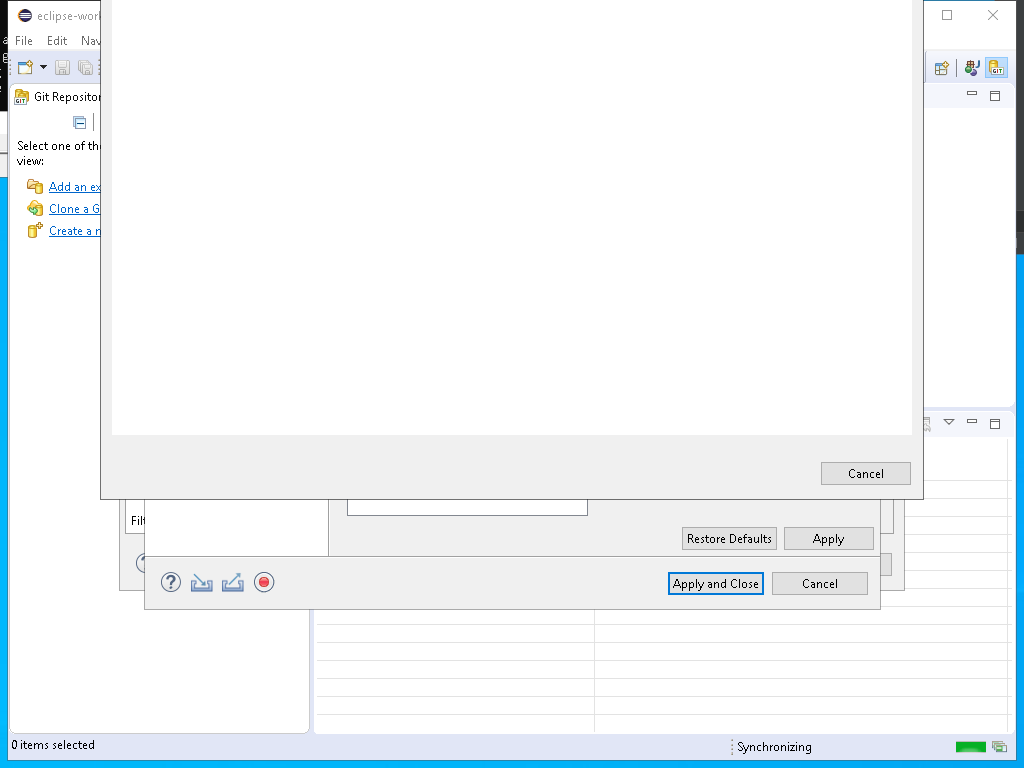 eclipse-work
File Edit Nav
Git Repositor
Select one of th
view:
Add an ex
Clone a G
Create a n
Cancel
Filt
Restore Defaults Apply
Apply and Close Cancel
0 items selected
Synchronizing